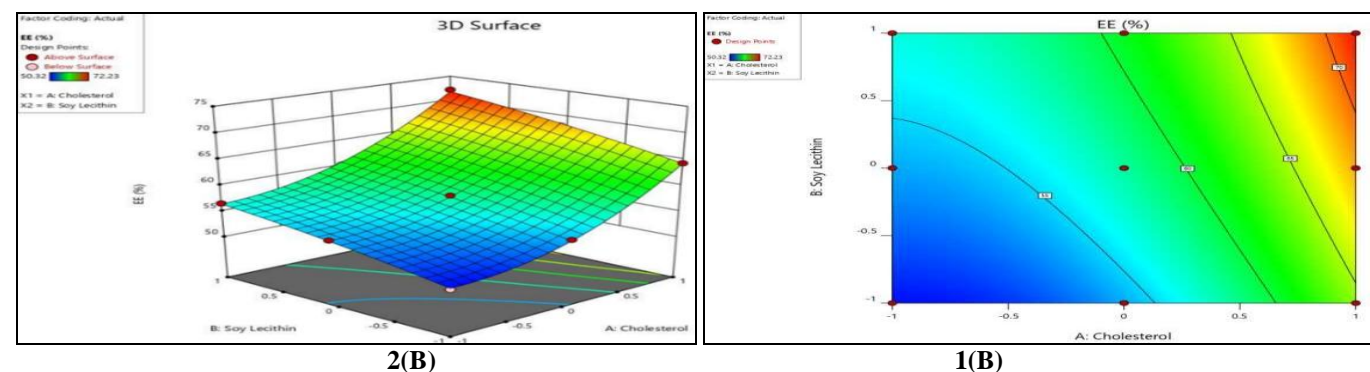 Factor Coding: Actual
EE (%)
Design Points:
Above Surface
Below Surface
50.32 72.23
X1 = A: Cholesterol
X2 = B: Soy Lecithin
3D Surface
75
70
65
60
55
50
EE (%)
1
0.5
0
-0.5
-1
B: Soy Lecithin
-1
-0.5
0
0.5
1
A: Cholesterol
2(B)
Factor Coding: Actual
EE (%)
Design Points
50.32 72.23
X1 = A: Cholesterol
X2 = B: Soy Lecithin
EE (%)
1
0.5
0
-0.5
-1
B: Soy Lecithin
55
60
65
70
-1
-0.5
0
0.5
1
A: Cholesterol
1(B)